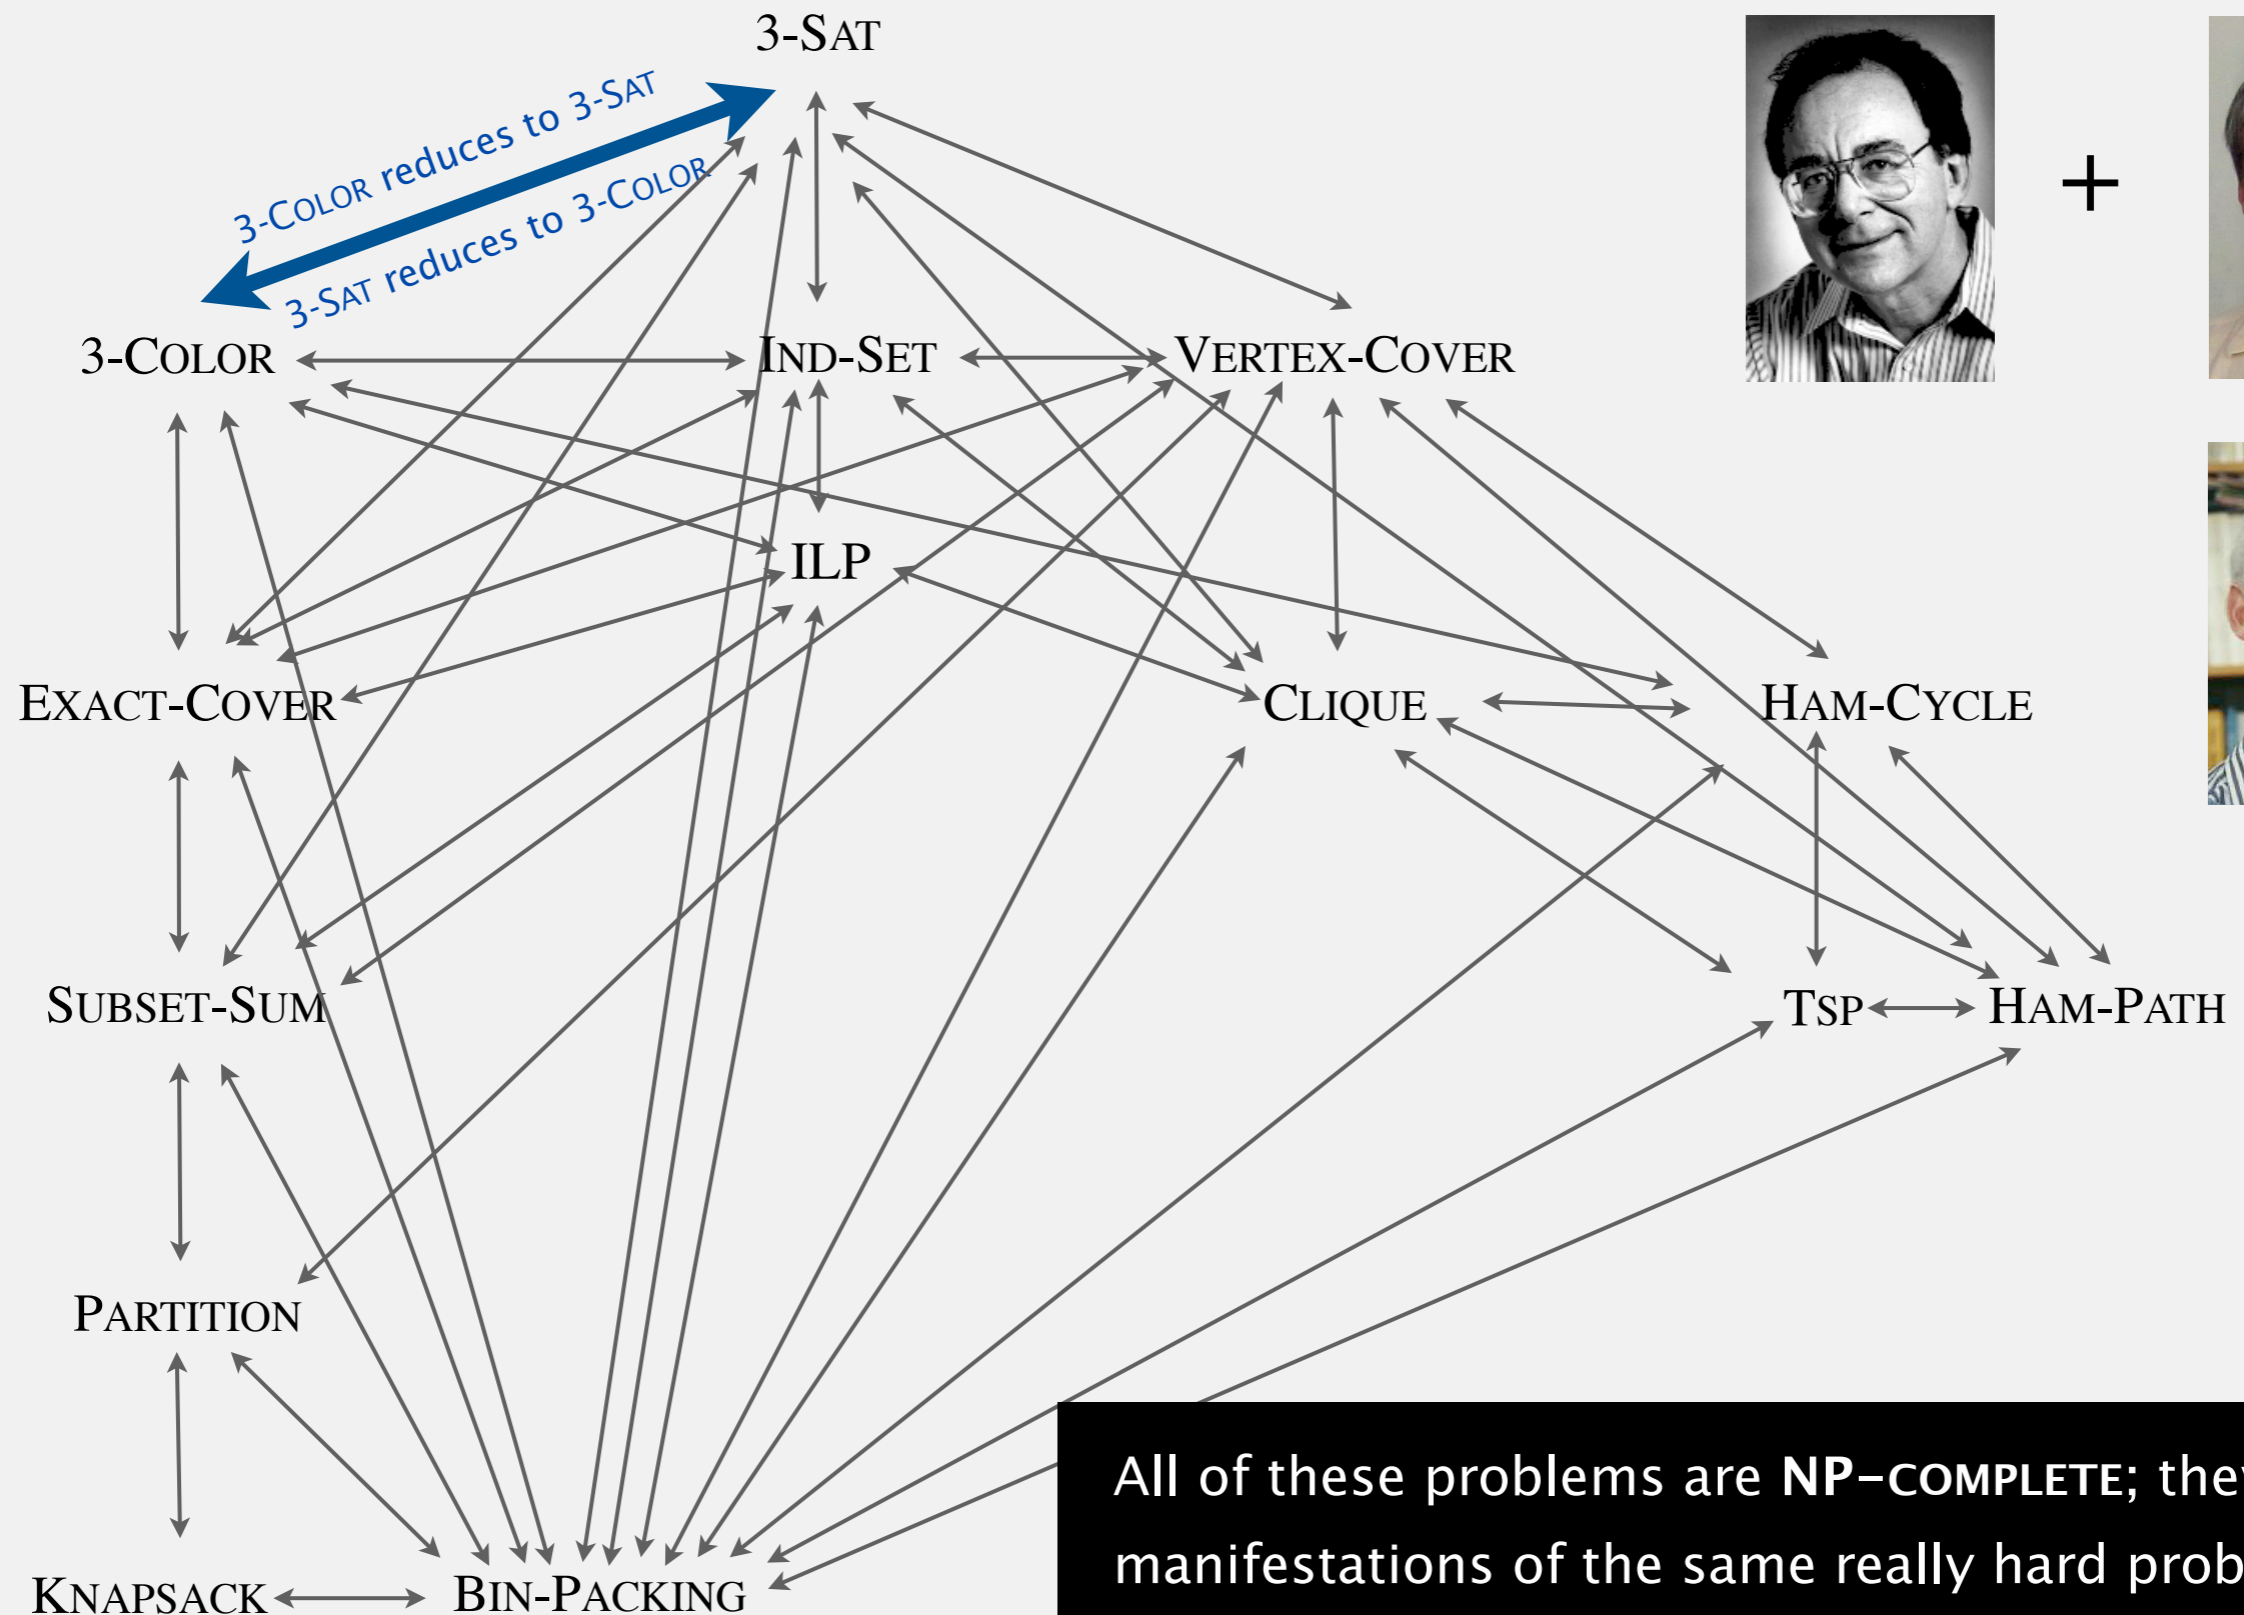 3-SAT
3-COLOR reduces to 3-SAT
3-SAT reduces to 3-COLOR
+
3-COLOR
IND-SET
VERTEX-COVER
ILP
EXACT-COVER
CLIQUE
HAM-CYCLE
SUBSET-SUM
TSP
HAM-PATH
PARTITION
All of these problems are NP-COMPLETE; they
manifestations of the same really hard prob
KNAPSACK
BIN-PACKING